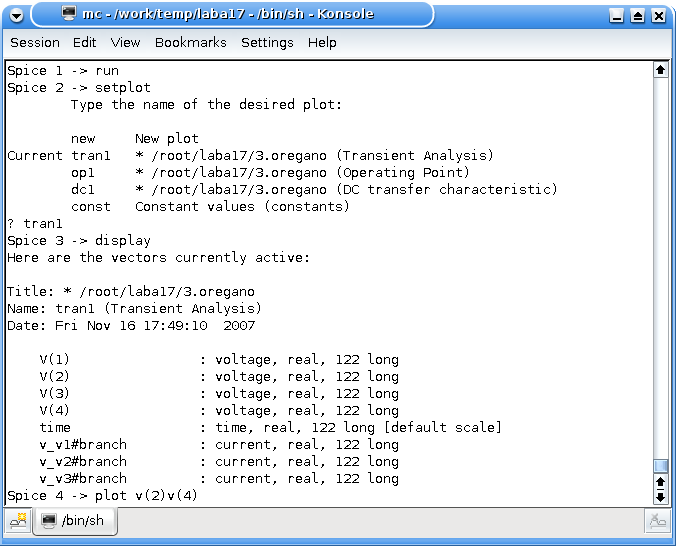 mc - /work/temp/laba17 - /bin/sh - Konsole
Session Edit View Bookmarks Settings Help
Spice 1 -> run
Spice 2 -> setplot
        Type the name of the desired plot:

        new     New plot
Current tran1   * /root/laba17/3.oregano (Transient Analysis)
        op1     * /root/laba17/3.oregano (Operating Point)
        dc1     * /root/laba17/3.oregano (DC transfer characteristic)
        const   Constant values (constants)
? tran1
Spice 3 -> display
Here are the vectors currently active:

Title: * /root/laba17/3.oregano
Name: tran1 (Transient Analysis)
Date: Fri Nov 16 17:49:10  2007

    V(1)                : voltage, real, 122 long
    V(2)                : voltage, real, 122 long
    V(3)                : voltage, real, 122 long
    V(4)                : voltage, real, 122 long
    time                : time, real, 122 long [default scale]
    v_v1#branch         : current, real, 122 long
    v_v2#branch         : current, real, 122 long
    v_v3#branch         : current, real, 122 long
Spice 4 -> plot v(2)v(4)
/bin/sh